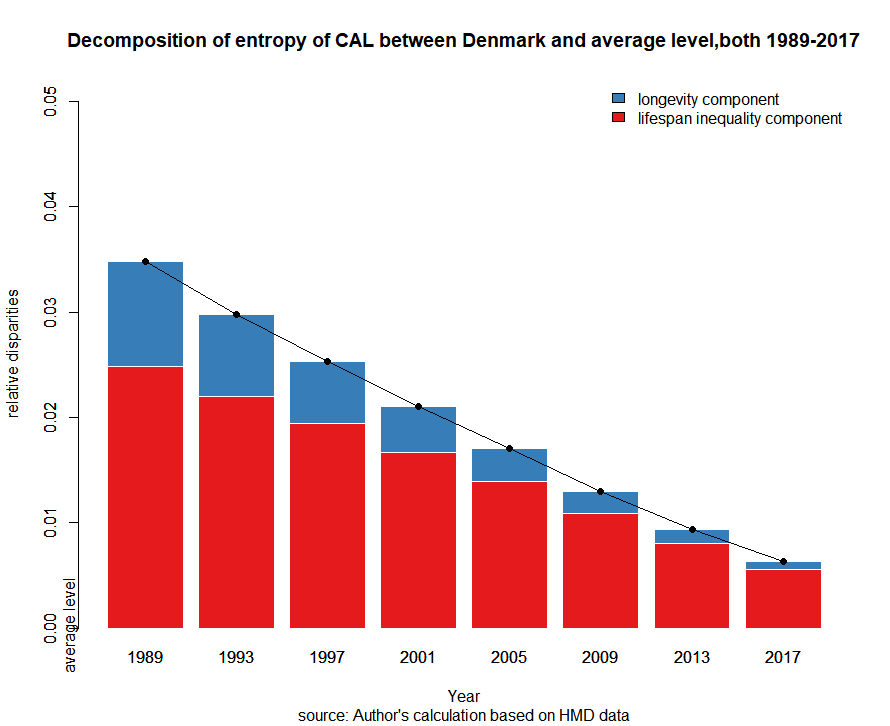 Decomposition of entropy of CAL between Denmark and average level,both 1989-2017
longevity component
lifespan inequality component
0.05
0.04
0.03
0.02
0.01
0.00
relative disparities
average level
1989 1993 1997 2001 2005 2009 2013 2017
Year
source: Author's calculation based on HMD data